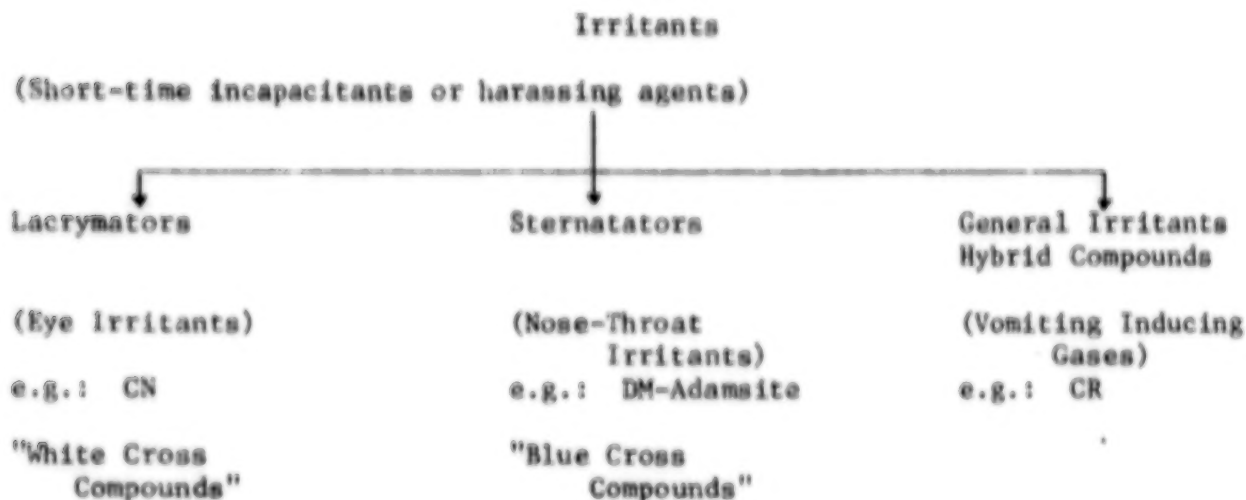 Irritants
(Short-time incapacitants or harassing agents)
Lacrymators
(Eye Irritants)
e.g.: CN
"White Cross
Compounds"
Sternatators
(Nose-Throat
Irritants)
e.g.: DM-Adamsite
"Blue Cross
Compounds"
General Irritants
Hybrid Compounds
(Vomiting Inducing
Gases)
e.g.: CR